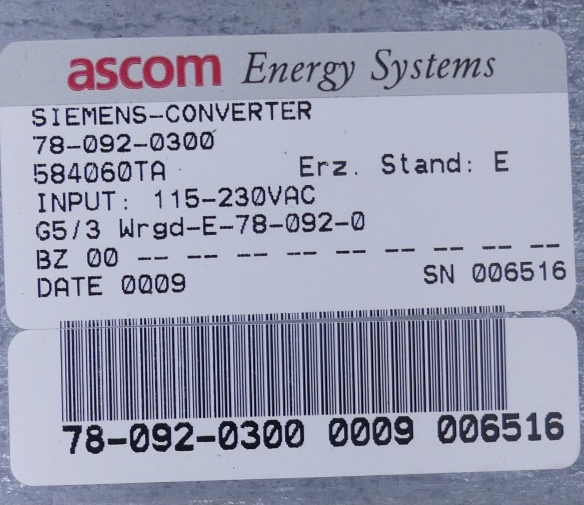 ascom Energy Systems
SIEMENS-CONVERTER
78-092-0300
584060TA Erz. Stand: E
INPUT: 115-230VAC
G5/3 Wrgd-E-78-092-0
BZ 00 -- -- -- -- -- -- -- -- --
DATE 0009 SN 006516
78-092-0300 0009 006516